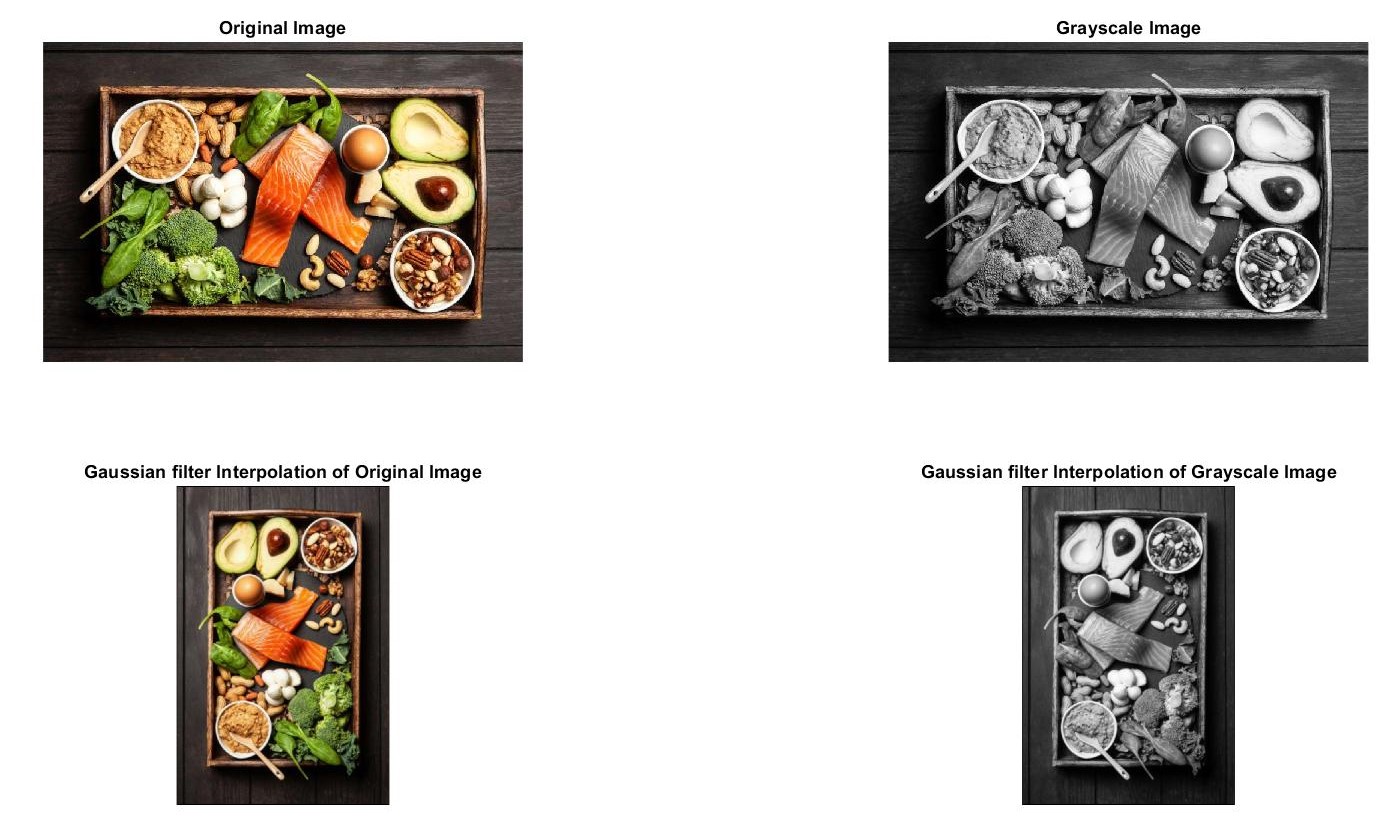 Original Image
Grayscale Image
Gaussian filter Interpolation of Original Image
Gaussian filter Interpolation of Grayscale Image